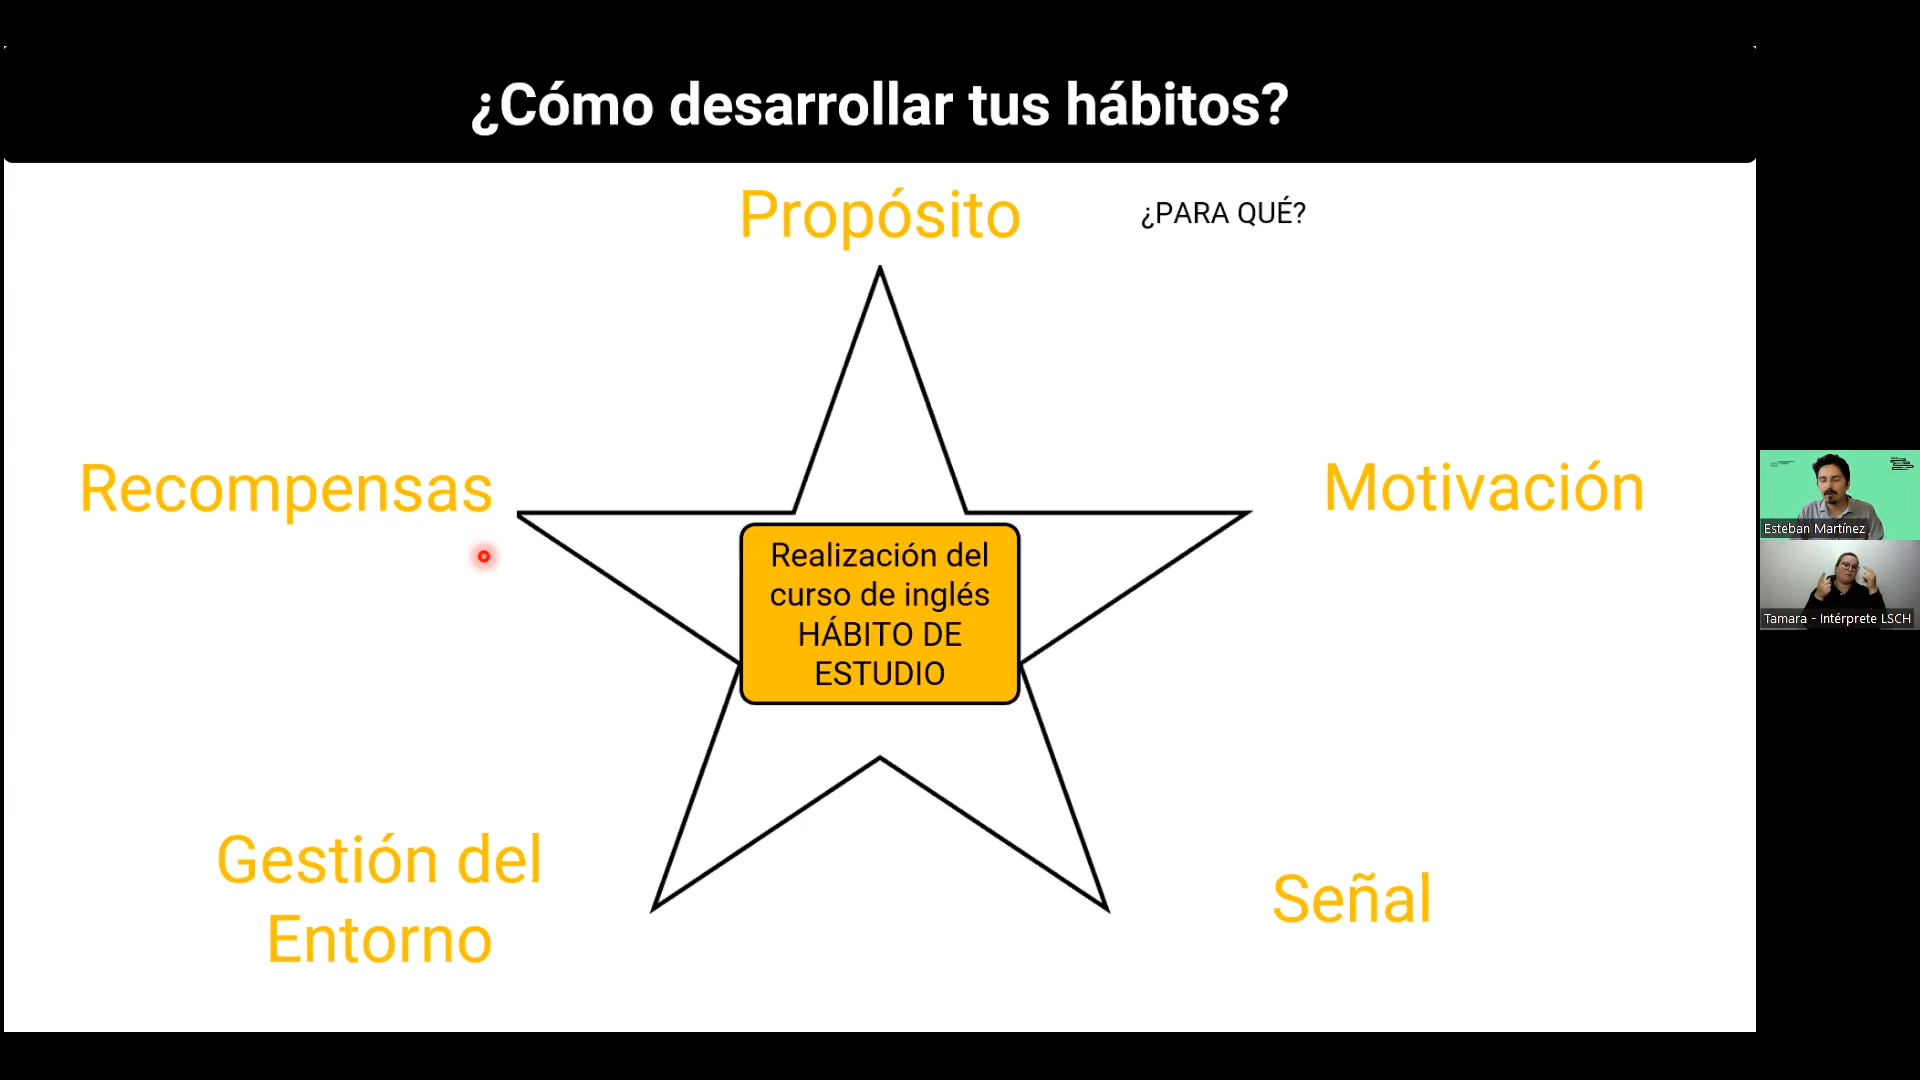 ¿Cómo desarrollar tus hábitos?
Propósito
¿PARA QUÉ?
Recompensas
Motivación
Realización del
curso de inglés
HÁBITO DE
ESTUDIO
Gestión del
Entorno
Señal
Esteban Martínez
Tamara - Intérprete LSCH